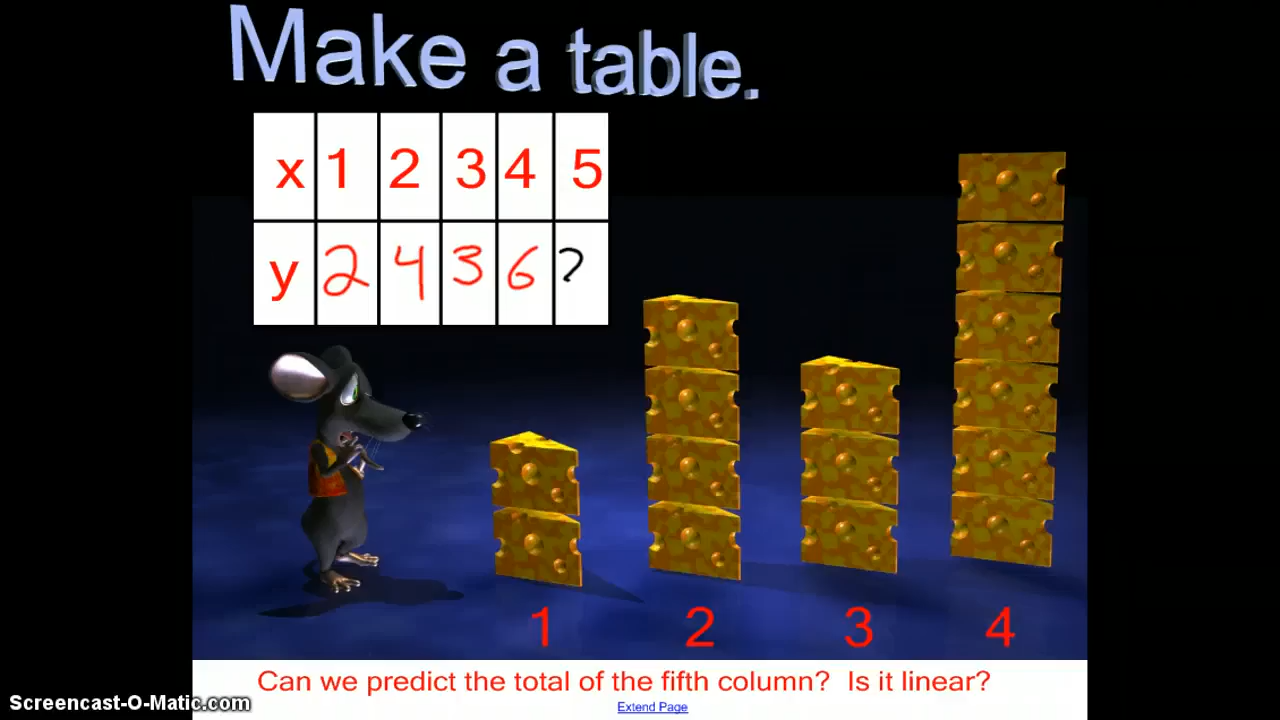 Make a table.
x 1 2 3 4 5
y 2 4 3 6 ?
1 2 3 4
Can we predict the total of the fifth column? Is it linear?
Extend Page
Screencast-O-Matic.com